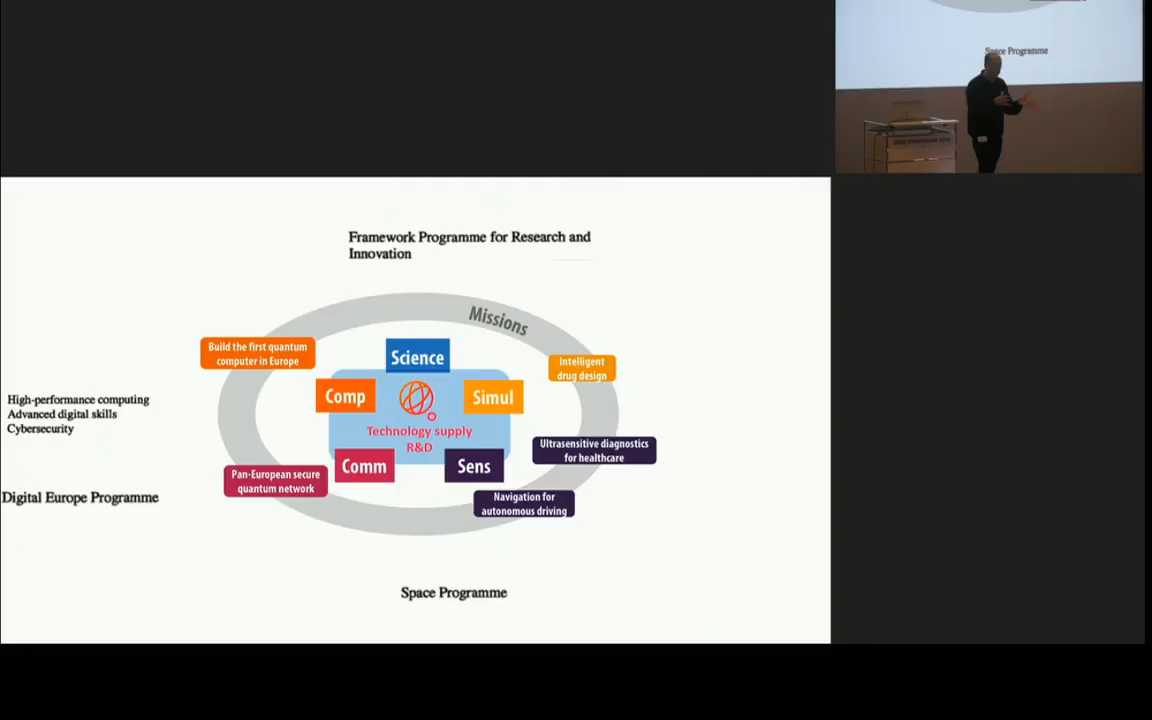 Space Programme
Framework Programme for Research and
Innovation
Missions
Build the first quantum
computer in Europe
Science
Intelligent
drug design
Comp
Simul
High-performance computing
Advanced digital skills
Cybersecurity
Technology supply
R&D
Ultrasensitive diagnostics
for healthcare
Comm
Sens
Pan-European secure
quantum network
Digital Europe Programme
Navigation for
autonomous driving
Space Programme